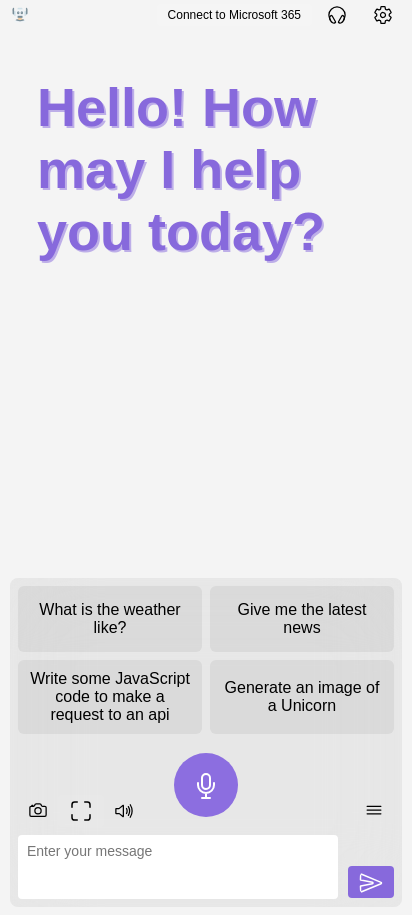 Connect to Microsoft 365
Hello! How
may I help
you today?
What is the weather
like?
Give me the latest
news
Write some JavaScript
code to make a
request to an api
Generate an image of
a Unicorn
Enter your message